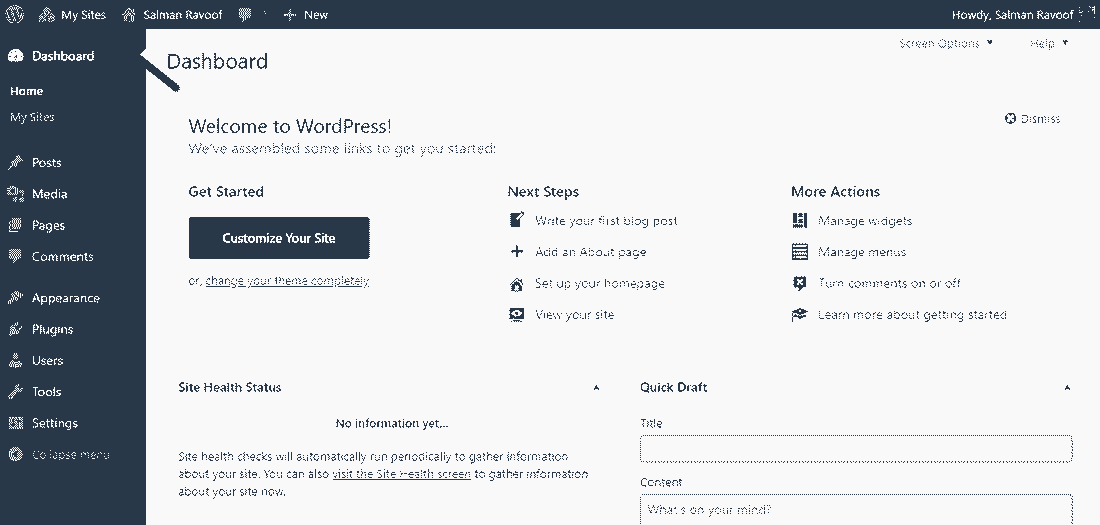 My Sites Salman Ravoof New Howdy, Salman Ravoof
Screen Options Help
Dashboard
Home
My Sites
Posts
Media
Pages
Comments
Appearance
Plugins
Users
Tools
Settings
Collapse menu
Dashboard
Welcome to WordPress!
We've assembled some links to get you started:
Dismiss
Get Started
Customize Your Site
or, change your theme completely
Next Steps
Write your first blog post
Add an About page
Set up your homepage
View your site
More Actions
Manage widgets
Manage menus
Turn comments on or off
Learn more about getting started
Site Health Status
No information yet...
Site health checks will automatically run periodically to gather information
about your site. You can also visit the Site Health screen to gather information
about your site now.
Quick Draft
Title
Content
What's on your mind?